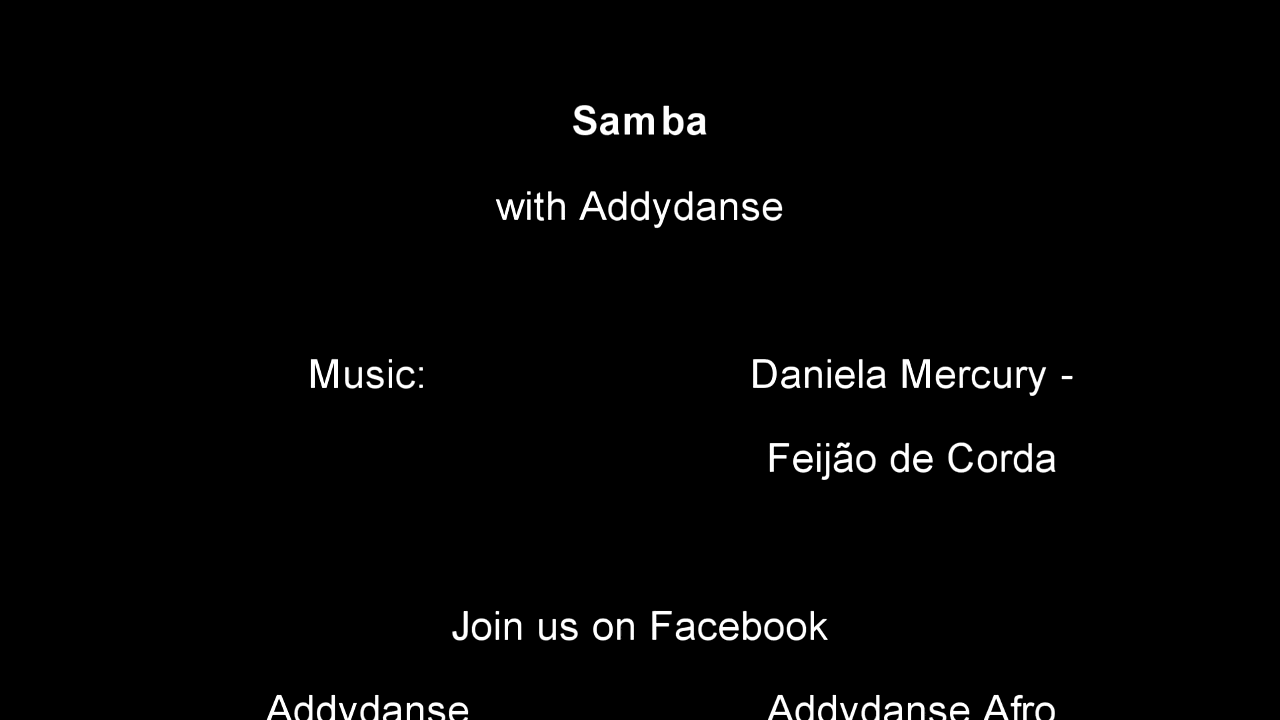 Samba
with Addydanse
Music: Daniela Mercury -
Feijão de Corda
Join us on Facebook
Addydanse Addydanse Afro